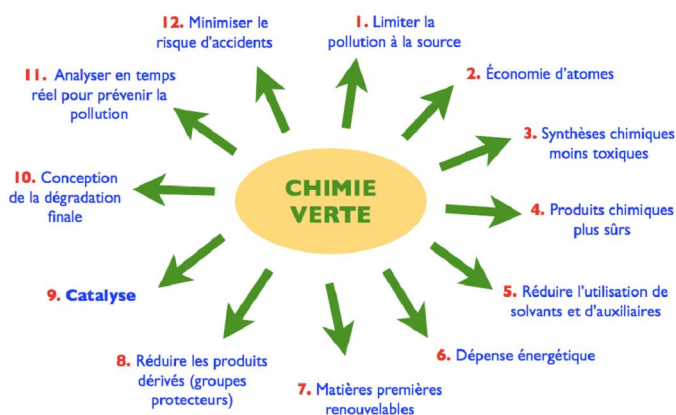 CHIMIE
VERTE
1. Limiter la
pollution à la source
2. Économie d'atomes
3. Synthèses chimiques
moins toxiques
4. Produits chimiques
plus sûrs
5. Réduire l'utilisation de
solvants et d'auxiliaires
6. Dépense énergétique
7. Matières premières
renouvelables
8. Réduire les produits
dérivés (groupes
protecteurs)
9. Catalyse
10. Conception
de la dégradation
finale
11. Analyser en temps
réel pour prévenir la
pollution
12. Minimiser le
risque d'accidents